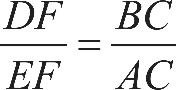 DF/EF = BC/AC